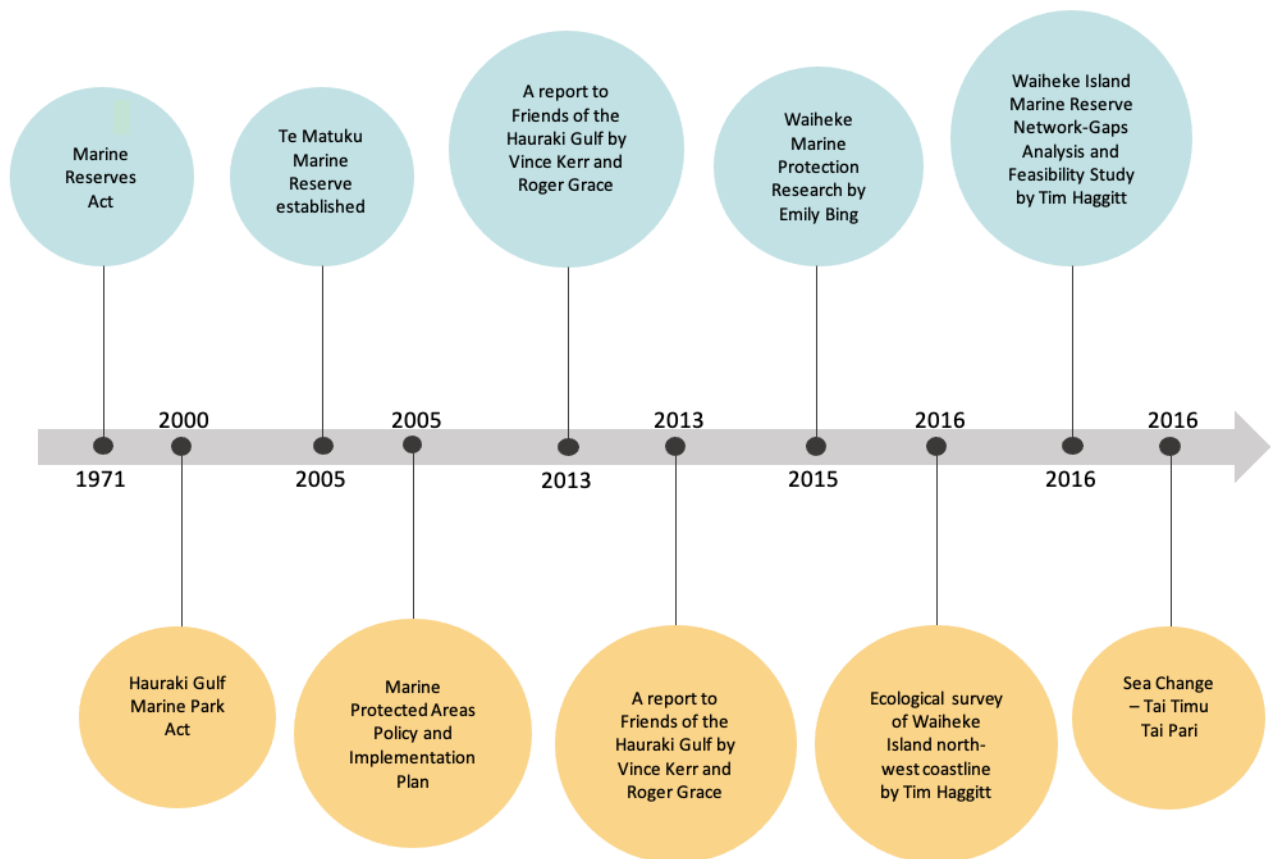 Marine
Reserves
Act
Te Matuku
Marine
Reserve
established
A report to
Friends of the
Hauraki Gulf by
Vince Kerr and
Roger Grace
Waiheke
Marine
Protection
Research by
Emily Bing
Waiheke Island
Marine Reserve
Network-Gaps
Analysis and
Feasibility Study
by Tim Haggitt
2000
2005
2013
2016
2016
1971
2005
2013
2015
2016
Hauraki Gulf
Marine Park
Act
Marine
Protected Areas
Policy and
Implementation
Plan
A report to
Friends of the
Hauraki Gulf by
Vince Kerr and
Roger Grace
Ecological survey
of Waiheke
Island north-
west coastline
by Tim Haggitt
Sea Change
– Tai Timu
Tai Pari